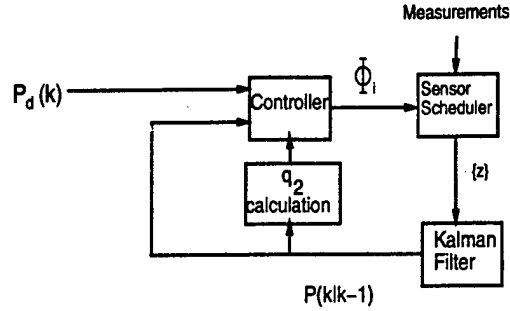 Measurements
P_d (k)
Controller
Φ_i
Sensor
Scheduler
q_2
calculation
{z}
Kalman
Filter
P(k|k−1)